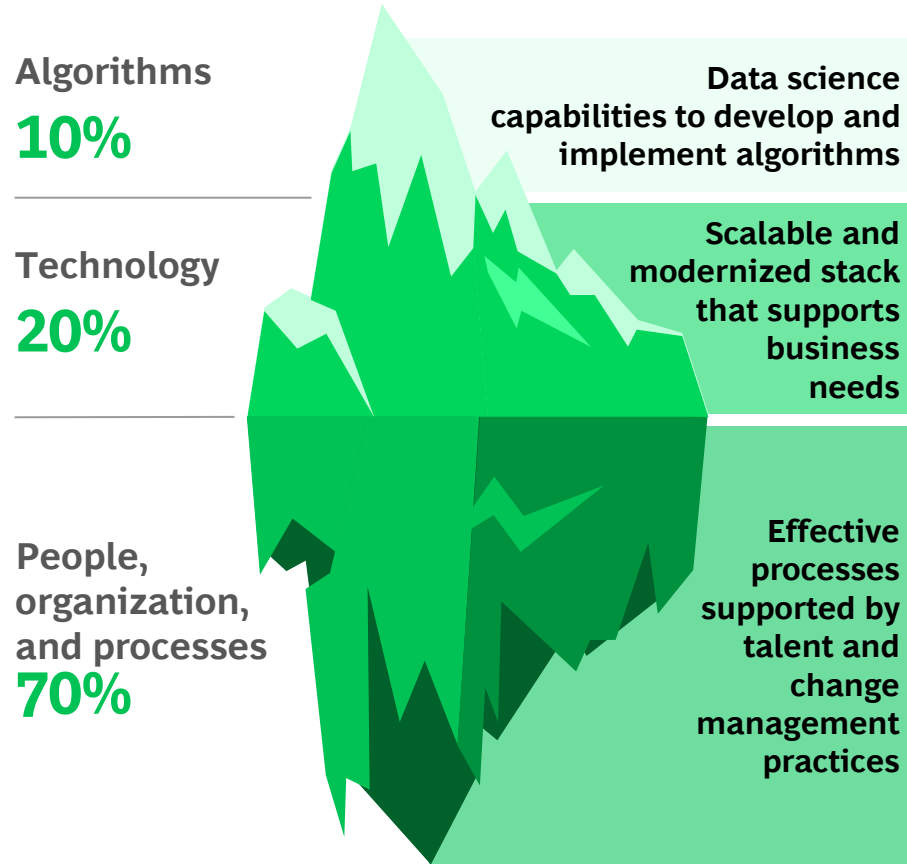 Algorithms
10%
Data science
capabilities to develop and
implement algorithms
Technology
20%
Scalable and
modernized stack
that supports
business
needs
People,
organization,
and processes
70%
Effective
processes
supported by
talent and
change
management
practices